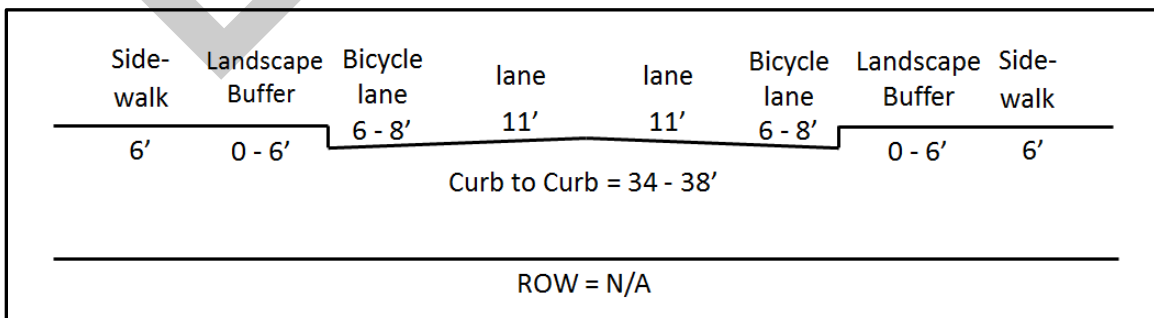 Side-
walk
Landscape
Buffer
Bicycle
lane
lane
lane
Bicycle
lane
Landscape
Buffer
Side-
walk
6’
0 - 6’
6 - 8’
11’
11’
6 - 8’
0 - 6’
6’
Curb to Curb = 34 - 38’
ROW = N/A